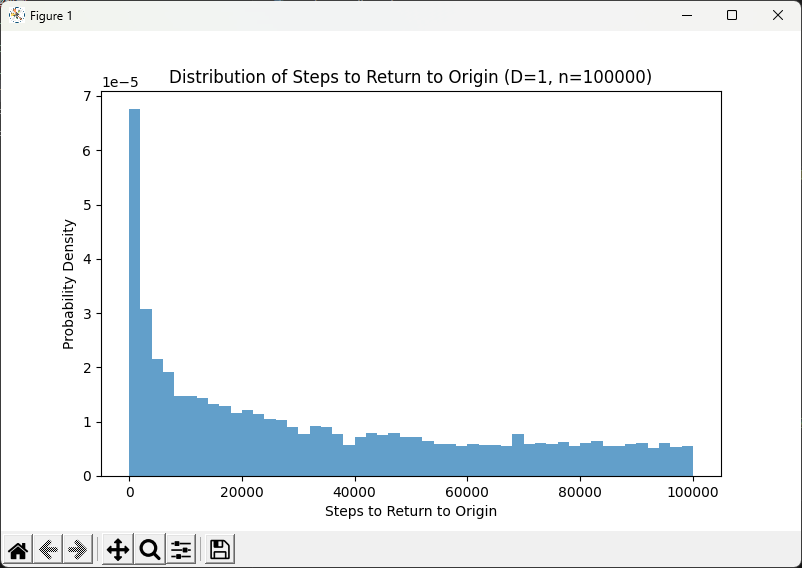 Figure 1
Distribution of Steps to Return to Origin (D=1, n=100000)
1e−5
7
6
5
4
3
2
1
0
Probability Density
0 20000 40000 60000 80000 100000
Steps to Return to Origin